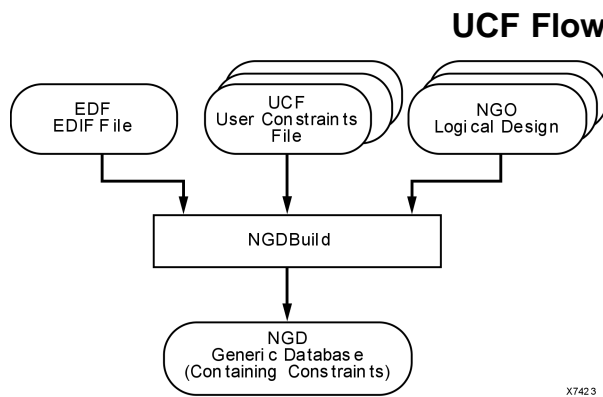 UCF Flow
EDF
EDIF File
UCF
User Constraints
File
NGO
Logical Design
NGDBuild
NGD
Generic Database
(Containing Constraints)
X7423